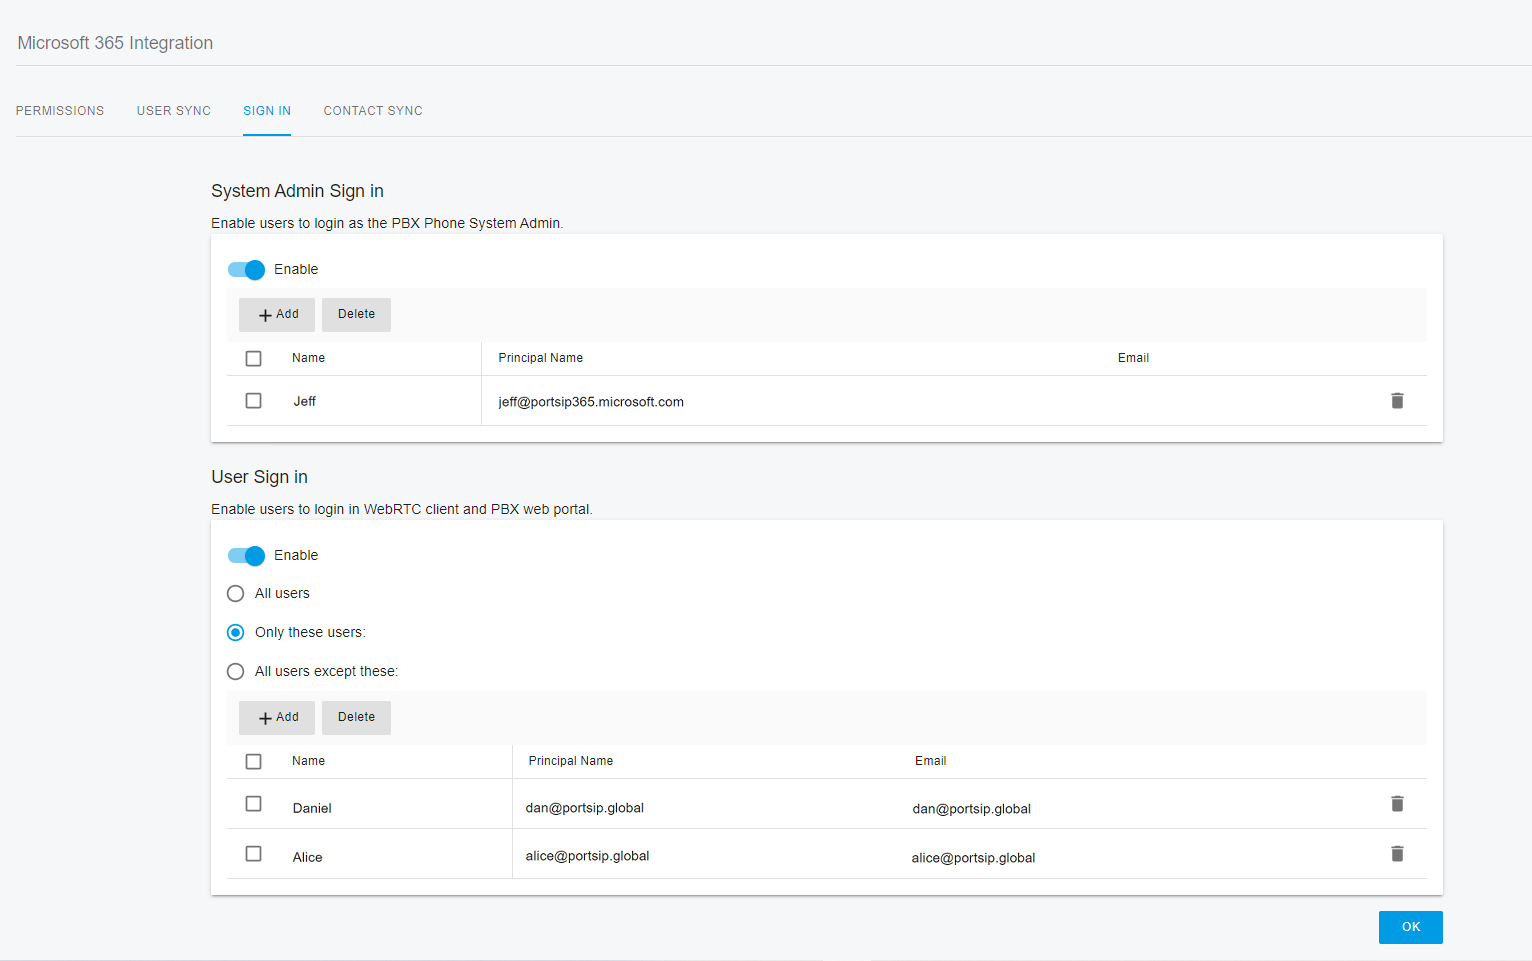 Microsoft 365 Integration
PERMISSIONS USER SYNC SIGN IN CONTACT SYNC
System Admin Sign in
Enable users to login as the PBX Phone System Admin.
Enable
+ Add Delete
Name Principal Name Email
Jeff jeff@portsip365.microsoft.com
User Sign in
Enable users to login in WebRTC client and PBX web portal.
Enable
All users
Only these users:
All users except these:
+ Add Delete
Name Principal Name Email
Daniel dan@portsip.global dan@portsip.global
Alice alice@portsip.global alice@portsip.global
OK